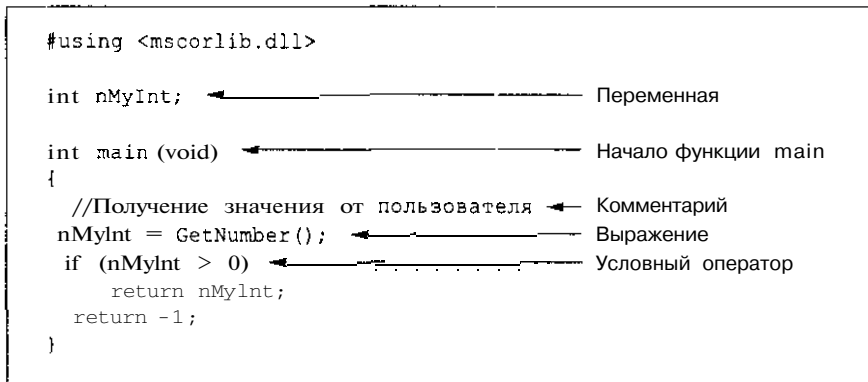 #using <mscorlib.dll>
int nMyInt; Переменная
int main (void) Начало функции main
{
//Получение значения от пользователя Комментарий
nMylnt = GetNumber(); Выражение
if (nMylnt > 0) Условный оператор
return nMylnt;
return -1;
}